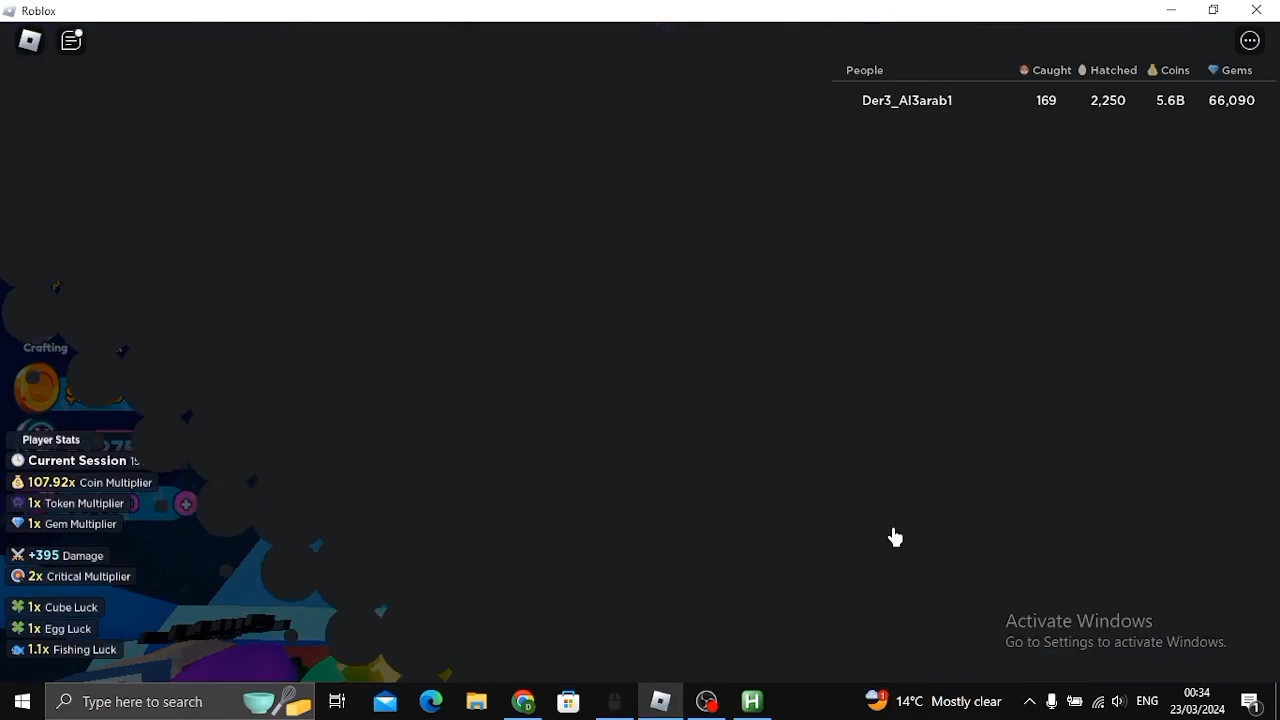 Roblox
People Caught Hatched Coins Gems
Der3_Al3arab1 169 2,250 5.6B 66,090
Crafting
Player Stats
Current Session
107.92x Coin Multiplier
1x Token Multiplier
1x Gem Multiplier
+395 Damage
2x Critical Multiplier
1x Cube Luck
1x Egg Luck
1.1x Fishing Luck
Activate Windows
Go to Settings to activate Windows.
Type here to search
1
14°C Mostly clear
ENG
00:34
23/03/2024
1